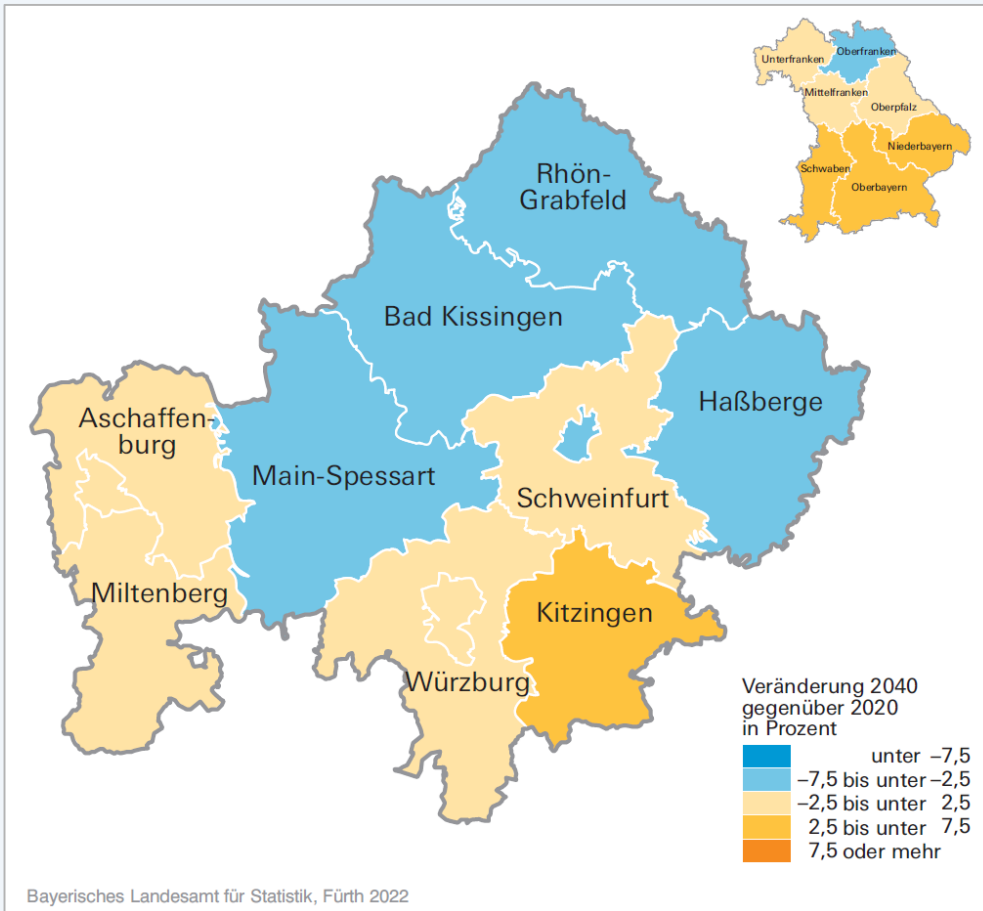 Oberfranken
Unterfranken
Mittelfranken
Oberpfalz
Niederbayern
Schwaben
Oberbayern
Rhön-
Grabfeld
Bad Kissingen
Haßberge
Aschaffen-
burg
Main-Spessart
Schweinfurt
Miltenberg
Kitzingen
Würzburg
Veränderung 2040
gegenüber 2020
in Prozent
unter –7,5
–7,5 bis unter –2,5
–2,5 bis unter 2,5
2,5 bis unter 7,5
7,5 oder mehr
Bayerisches Landesamt für Statistik, Fürth 2022